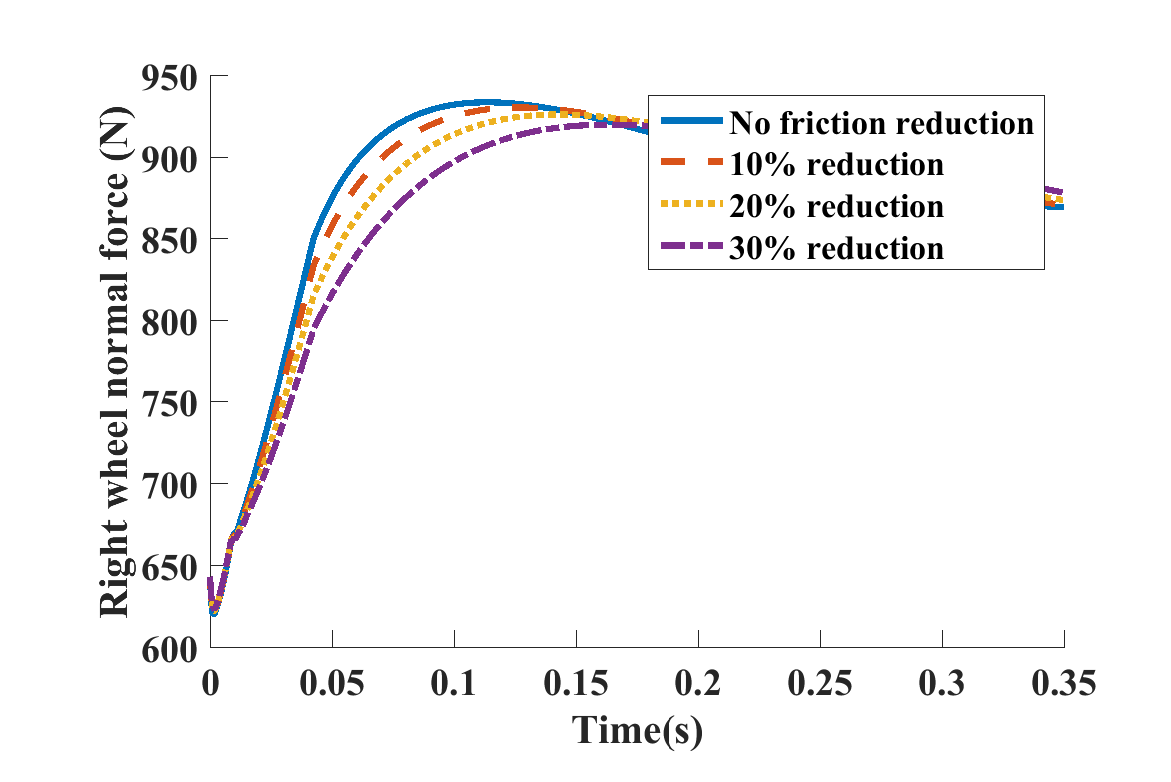 Right wheel normal force (N)
950
900
850
800
750
700
650
600
0 0.05 0.1 0.15 0.2 0.25 0.3 0.35
Time(s)
No friction reduction
10% reduction
20% reduction
30% reduction